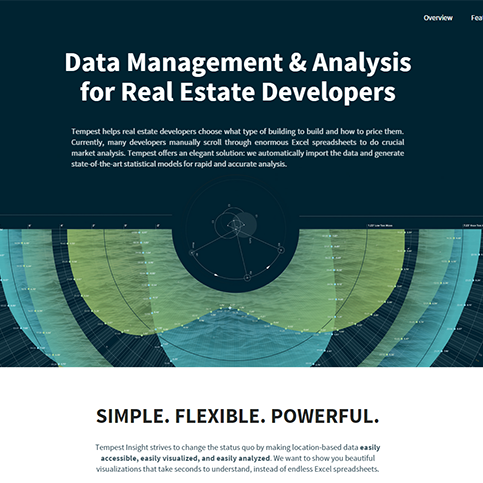 Overview Fea
Data Management & Analysis
for Real Estate Developers
Tempest helps real estate developers choose what type of building to build and how to price them.
Currently, many developers manually scroll through enormous Excel spreadsheets to do crucial
market analysis. Tempest offers an elegant solution: we automatically import the data and generate
state-of-the-art statistical models for rapid and accurate analysis.
SIMPLE. FLEXIBLE. POWERFUL.
Tempest Insight strives to change the status quo by making location-based data easily
accessible, easily visualized, and easily analyzed. We want to show you beautiful
visualizations that take seconds to understand, instead of endless Excel spreadsheets.